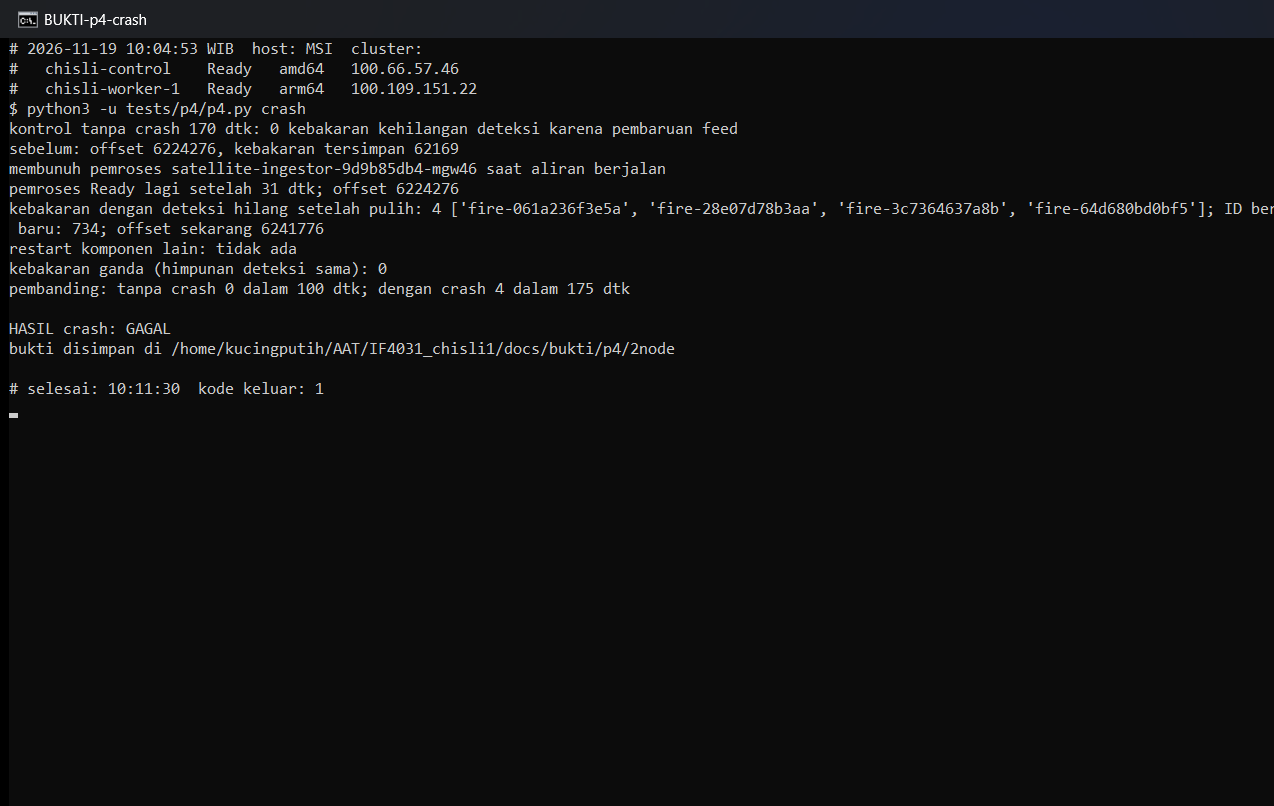 BUKTI-p4-crash
# 2026-11-19 10:04:53 WIB  host: MSI  cluster:
#   chisli-control    Ready   amd64   100.66.57.46
#   chisli-worker-1   Ready   arm64   100.109.151.22
$ python3 -u tests/p4/p4.py crash
kontrol tanpa crash 170 dtk: 0 kebakaran kehilangan deteksi karena pembaruan feed
sebelum: offset 6224276, kebakaran tersimpan 62169
membunuh pemroses satellite-ingestor-9d9b85db4-mgw46 saat aliran berjalan
pemroses Ready lagi setelah 31 dtk; offset 6224276
kebakaran dengan deteksi hilang setelah pulih: 4 ['fire-061a236f3e5a', 'fire-28e07d78b3aa', 'fire-3c7364637a8b', 'fire-64d680bd0bf5']; ID ber
 baru: 734; offset sekarang 6241776
restart komponen lain: tidak ada
kebakaran ganda (himpunan deteksi sama): 0
pembanding: tanpa crash 0 dalam 100 dtk; dengan crash 4 dalam 175 dtk
HASIL crash: GAGAL
bukti disimpan di /home/kucingputih/AAT/IF4031_chisli1/docs/bukti/p4/2node
# selesai: 10:11:30  kode keluar: 1